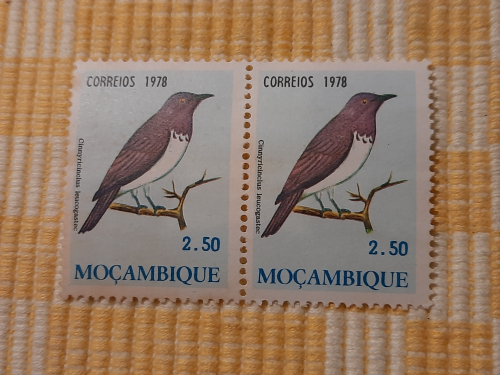 CORREIOS 1978
Cinnyricinclus leucogaster
2.50
MOÇAMBIQUE
CORREIOS 1978
Cinnyricinclus leucogaster
2.50
MOÇAMBIQUE